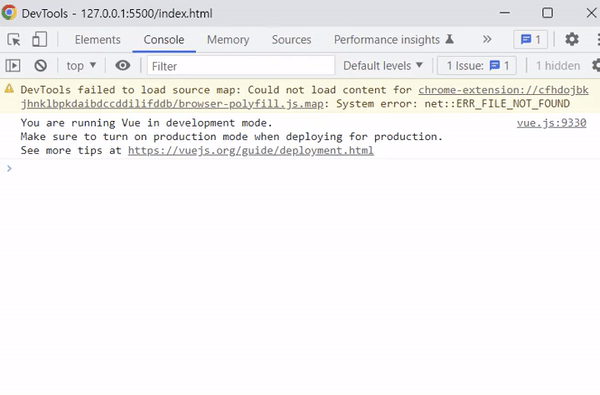 DevTools - 127.0.0.1:5500/index.html
Elements Console Memory Sources Performance insights » 1
top ▼ Filter Default levels ▼ 1 Issue: 1 1 hidden
DevTools failed to load source map: Could not load content for chrome-extension://cfhdojbk
jhnklbpkdaibdccddilifddb/browser-polyfill.js.map: System error: net::ERR_FILE_NOT_FOUND
You are running Vue in development mode. vue.js:9330
Make sure to turn on production mode when deploying for production.
See more tips at https://vuejs.org/guide/deployment.html
>